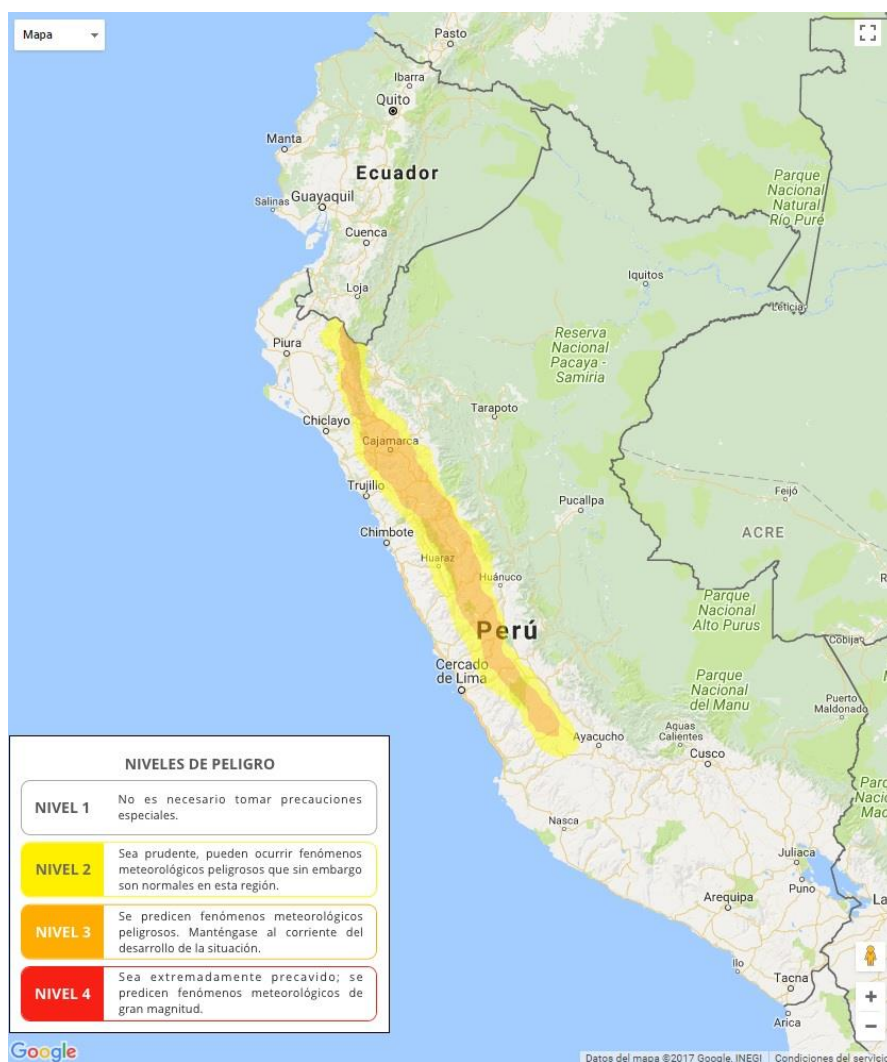 Mapa
Pasto
Ibarra
Quito
Manta
Ecuador
Salinas
Guayaquil
Cuenca
Loja
Parque
Nacional
Natural
Río Puré
Iquitos
Leticia
Piura
Reserva
Nacional
Pacaya -
Samiria
Tarapoto
Chiclayo
Cajamarca
Trujillo
Pucallpa
Feijó
Chimbote
ACRE
Huaraz
Huánuco
Parque
Nacional
Alto Purus
Perú
Cobija
Cercado
de Lima
Parque
Nacional
del Manu
Puerto
Maldonado
Ayacucho
Aguas
Calientes
Cusco
Nasca
Juliaca
Puno
Arequipa
La
Ilo
Tacna
Arica
NIVELES DE PELIGRO
NIVEL 1
No es necesario tomar precauciones
especiales.
NIVEL 2
Sea prudente, pueden ocurrir fenómenos
meteorológicos peligrosos que sin embargo
son normales en esta región.
NIVEL 3
Se predicen fenómenos meteorológicos
peligrosos. Manténgase al corriente del
desarrollo de la situación.
NIVEL 4
Sea extremadamente precavido; se
predicen fenómenos meteorológicos de
gran magnitud.
Google
Datos del mapa ©2017 Google, INEGI
Condiciones del servicio